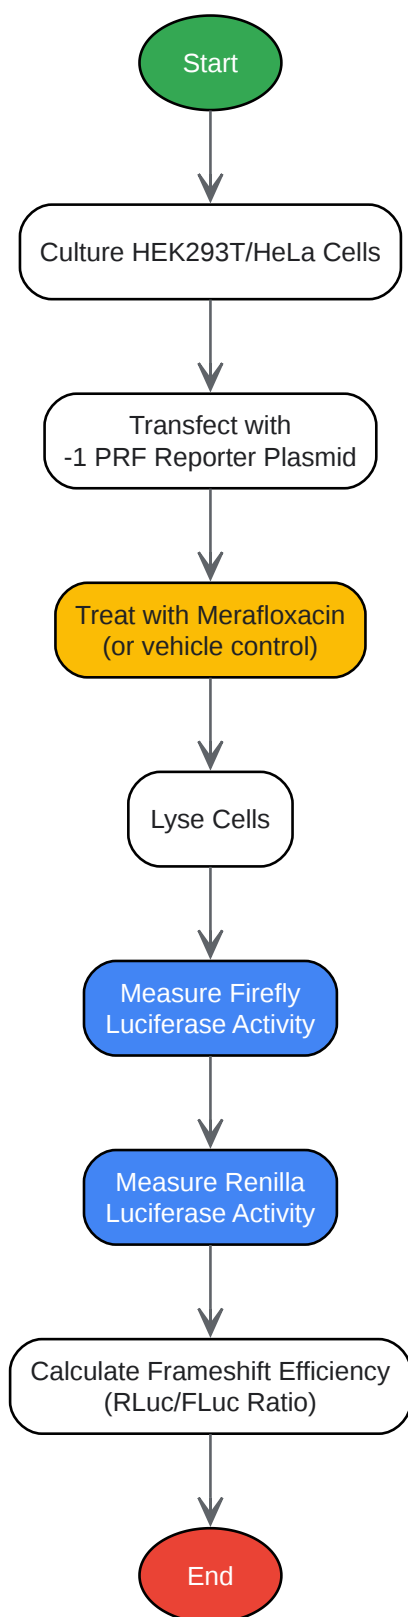 Start
Culture HEK293T/HeLa Cells
Transfect with
-1 PRF Reporter Plasmid
Treat with Merafloxacin
(or vehicle control)
Lyse Cells
Measure Firefly
Luciferase Activity
Measure Renilla
Luciferase Activity
Calculate Frameshift Efficiency
(RLuc/FLuc Ratio)
End